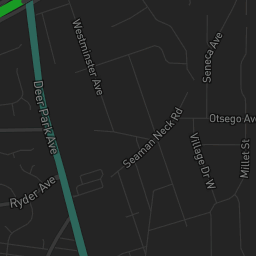 Westminster Ave
Seneca Ave
Deer Park Ave
Otsego Ave
Seaman Neck Rd
Village Dr W
Millet St
Ryder Ave